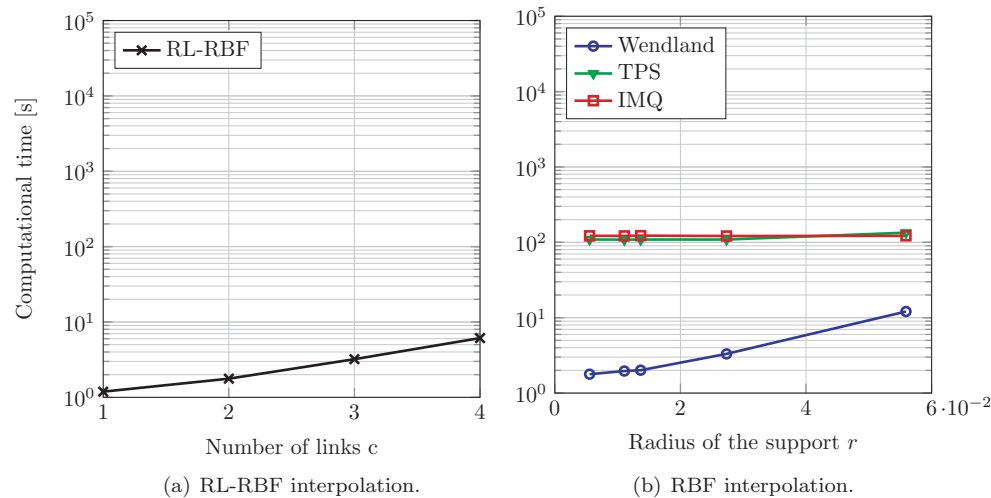 10^5
10^4
10^3
10^2
10^1
10^0
Computational time [s]
RL-RBF
1
2
3
4
Number of links c
(a) RL-RBF interpolation.
10^5
10^4
10^3
10^2
10^1
10^0
Wendland
TPS
IMQ
0
2
4
6 ·10^−2
Radius of the support r
(b) RBF interpolation.